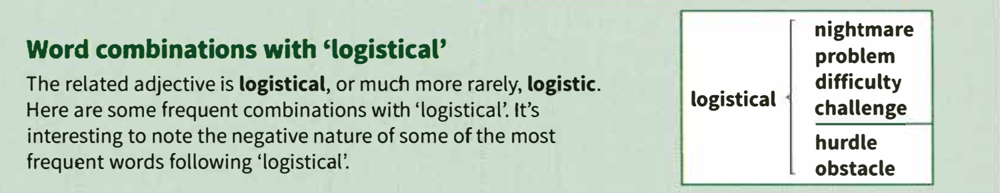 Word combinations with ‘logistical’
The related adjective is logistical, or much more rarely, logistic.
Here are some frequent combinations with ‘logistical’. It’s
interesting to note the negative nature of some of the most
frequent words following ‘logistical’.
logistical
nightmare
problem
difficulty
challenge
hurdle
obstacle